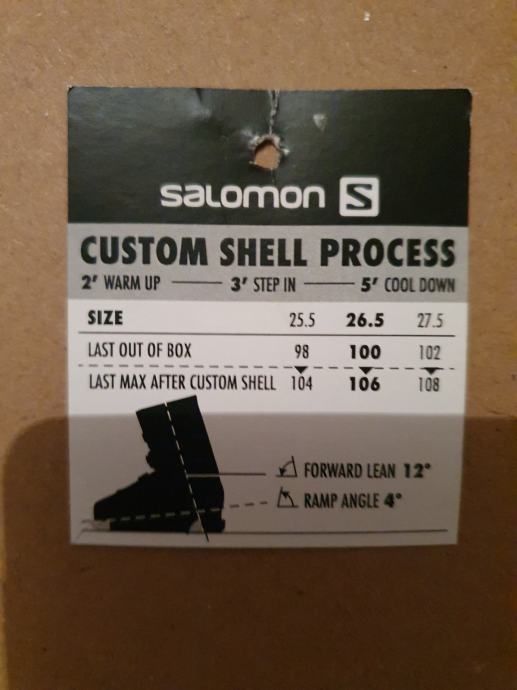 salomon S
CUSTOM SHELL PROCESS
2' WARM UP — 3' STEP IN — 5' COOL DOWN
SIZE 25.5 26.5 27.5
LAST OUT OF BOX 98 100 102
LAST MAX AFTER CUSTOM SHELL 104 106 108
FORWARD LEAN 12°
RAMP ANGLE 4°